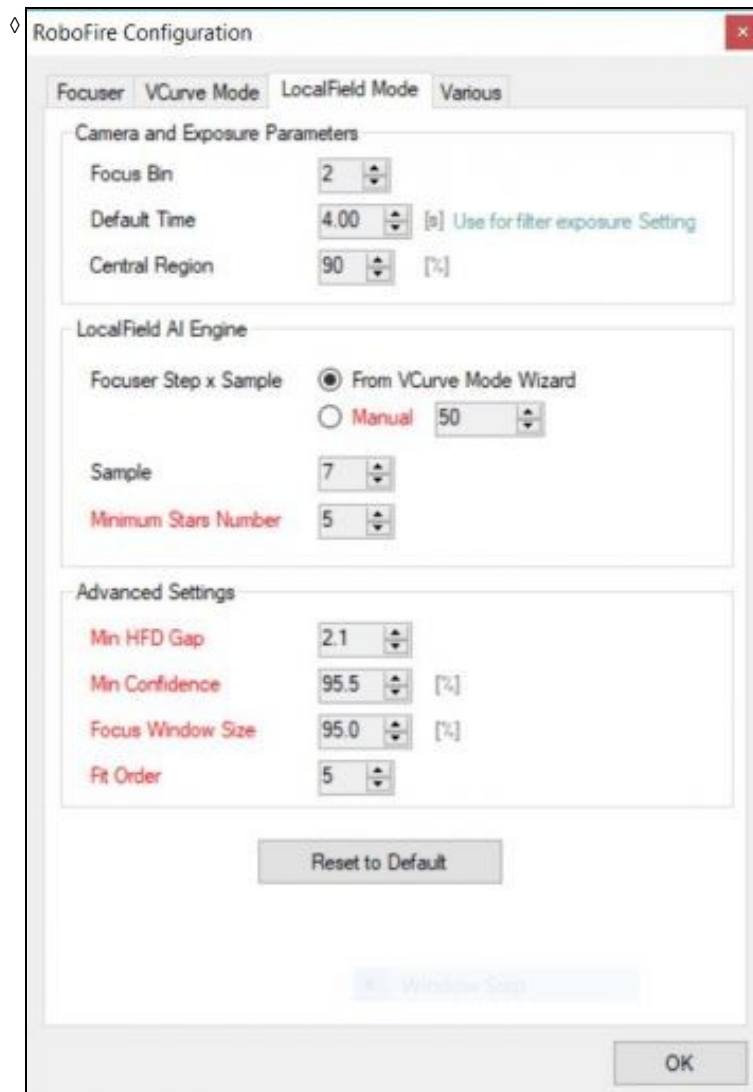 ◊
RoboFire Configuration
Focuser VCurve Mode LocalField Mode Various
Camera and Exposure Parameters
Focus Bin 2
Default Time 4.00 [s] Use for filter exposure Setting
Central Region 90 [%]
LocalField AI Engine
Focuser Step x Sample From VCurve Mode Wizard
Manual 50
Sample 7
Minimum Stars Number 5
Advanced Settings
Min HFD Gap 2.1
Min Confidence 95.5 [%]
Focus Window Size 95.0 [%]
Fit Order 5
Reset to Default
Window Snip
OK